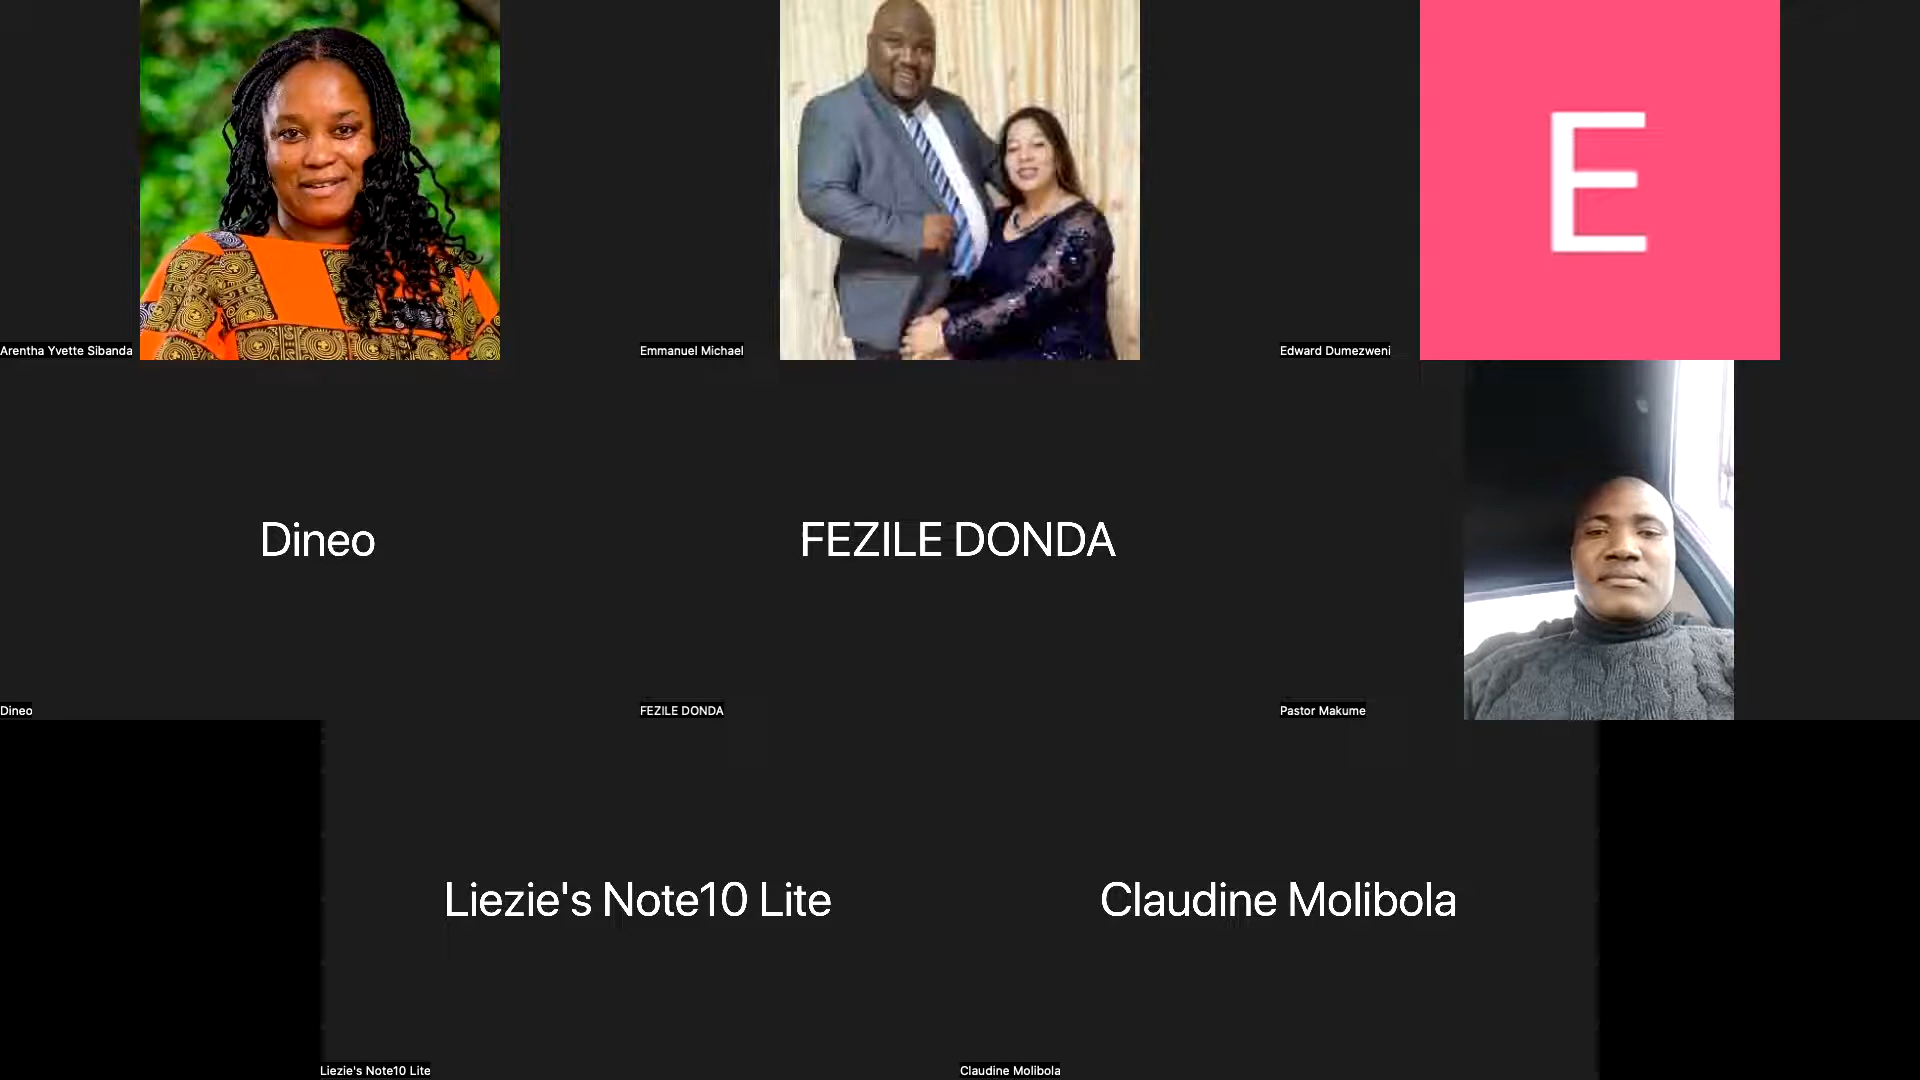 E
Arentha Yvette Sibanda
Emmanuel Michael
Edward Dumezweni
Dineo
FEZILE DONDA
Dineo
FEZILE DONDA
Pastor Makume
Liezie's Note10 Lite
Claudine Molibola
Liezie's Note10 Lite
Claudine Molibola